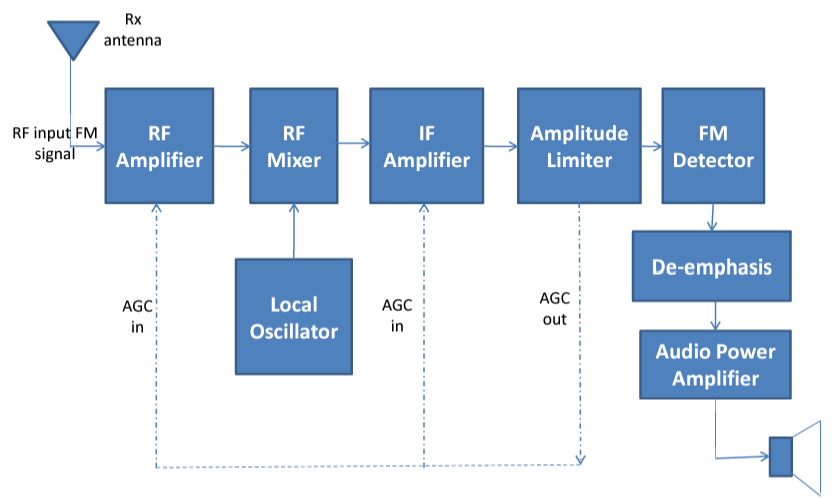 Rx
antenna
RF input FM
signal
RF
Amplifier
RF
Mixer
IF
Amplifier
Amplitude
Limiter
FM
Detector
De-emphasis
Audio Power
Amplifier
Local
Oscillator
AGC
in
AGC
in
AGC
out